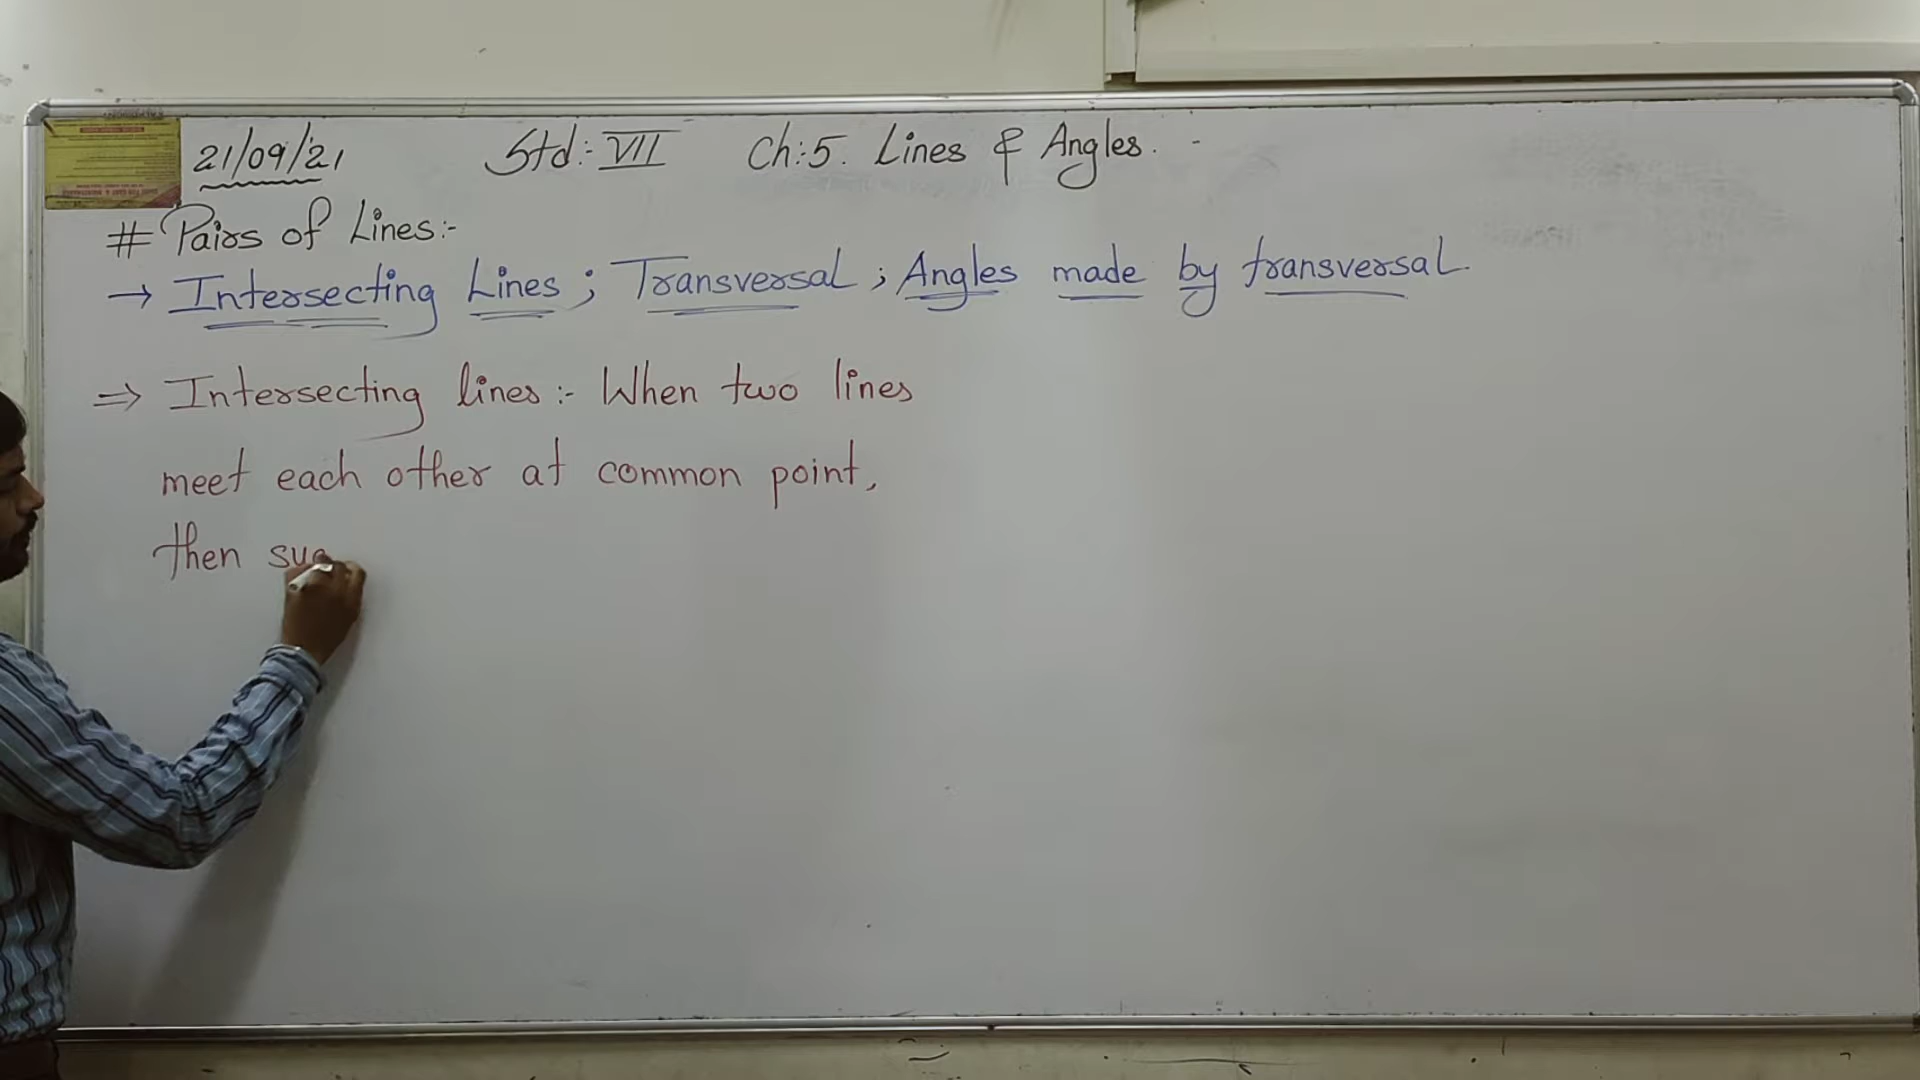 21/09/21 Std:- VII Ch:5. Lines & Angles.
# Pairs of Lines:-
→ Intersecting Lines ; Transversal ; Angles made by transversal.
⇒ Intersecting lines :- When two lines
meet each other at common point,
then suc